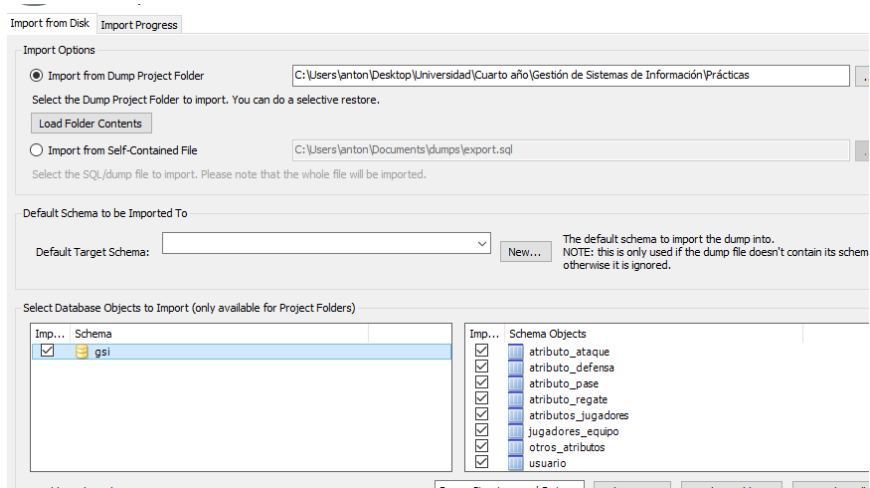 Import from Disk Import Progress
Import Options
Import from Dump Project Folder C:\Users\anton\Desktop\Universidad\Cuarto año\Gestión de Sistemas de Información\Prácticas
Select the Dump Project Folder to import. You can do a selective restore.
Load Folder Contents
Import from Self-Contained File C:\Users\anton\Documents\dumps\export.sql
Select the SQL/dump file to import. Please note that the whole file will be imported.
Default Schema to be Imported To
Default Target Schema: New... The default schema to import the dump into.
NOTE: this is only used if the dump file doesn't contain its schem
otherwise it is ignored.
Select Database Objects to Import (only available for Project Folders)
Imp... Schema Imp... Schema Objects
gsi atributo_ataque
atributo_defensa
atributo_pase
atributo_regate
atributos_jugadores
jugadores_equipo
otros_atributos
usuario